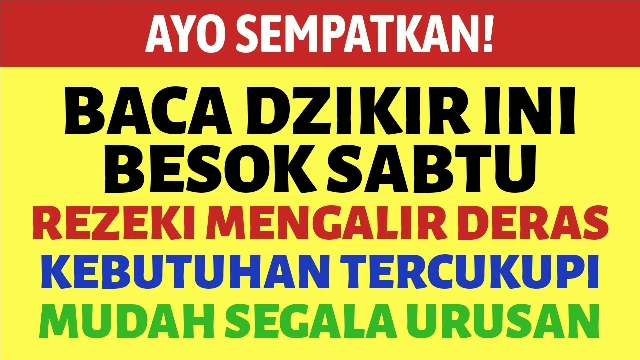 AYO SEMPATKAN!
BACA DZIKIR INI
BESOK SABTU
REZEKI MENGALIR DERAS
KEBUTUHAN TERCUKUPI
MUDAH SEGALA URUSAN